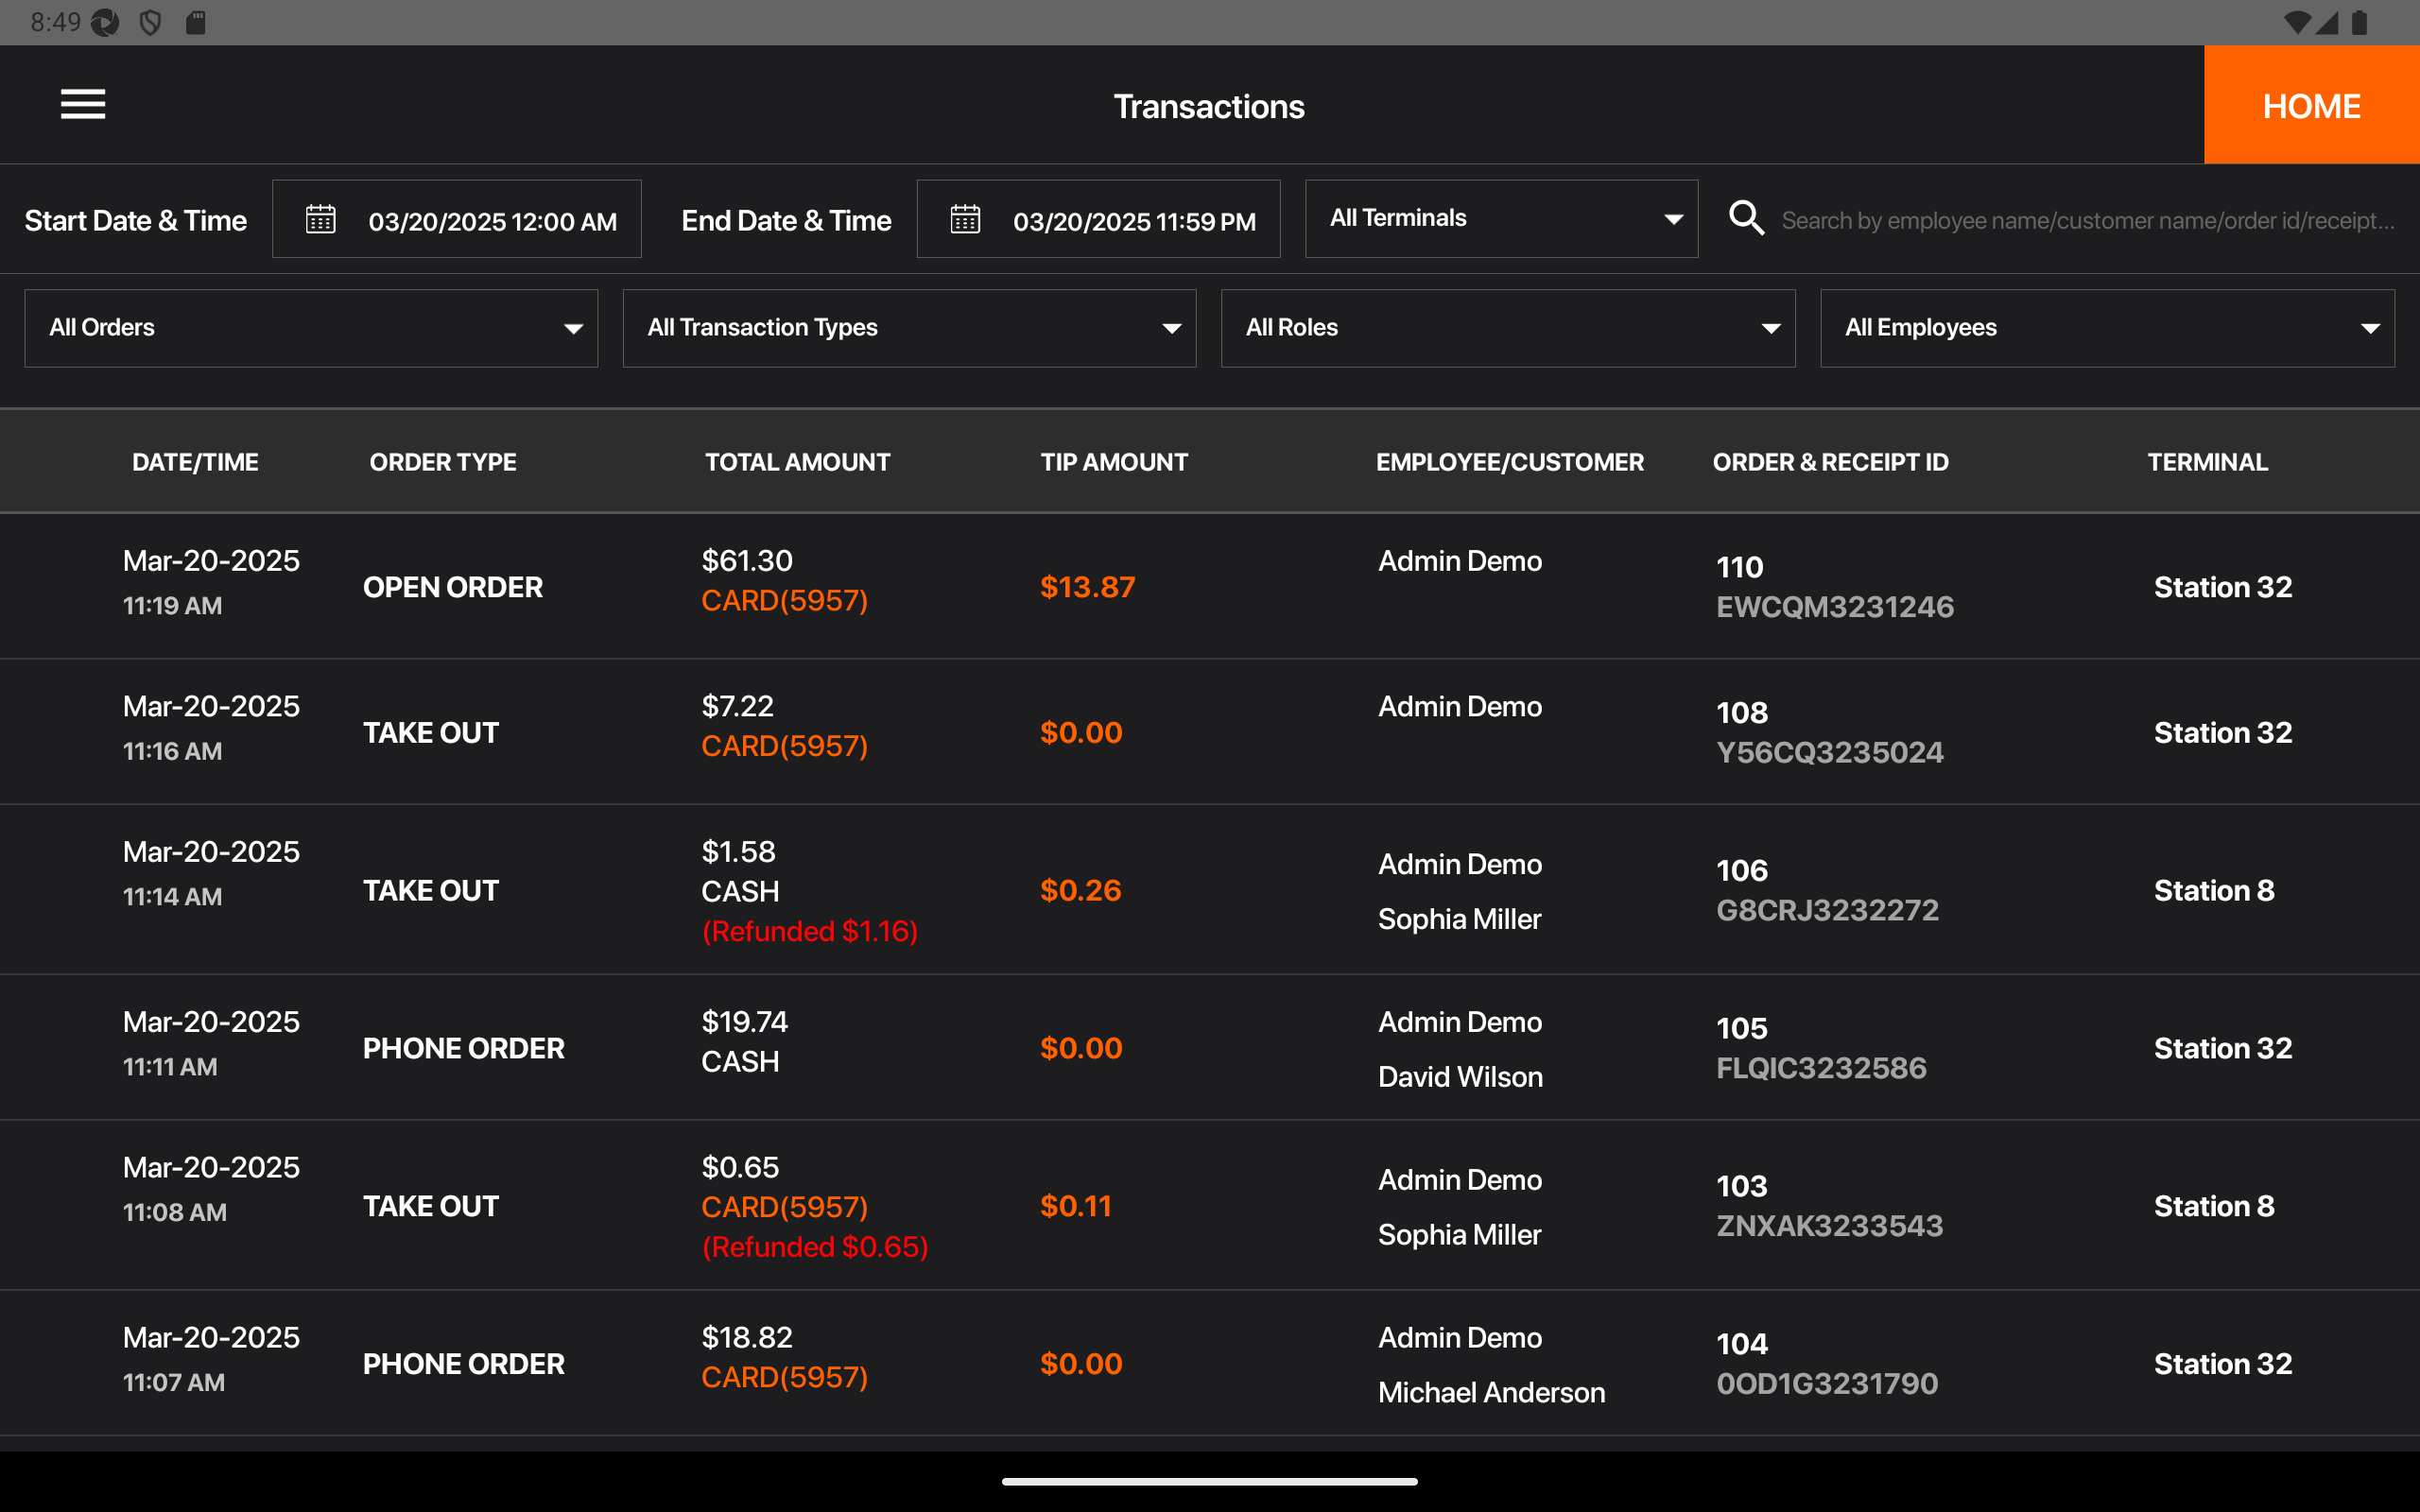 8:49
Transactions
HOME
Start Date & Time
03/20/2025 12:00 AM
End Date & Time
03/20/2025 11:59 PM
All Terminals
Search by employee name/customer name/order id/receipt...
All Orders
All Transaction Types
All Roles
All Employees
DATE/TIME ORDER TYPE TOTAL AMOUNT TIP AMOUNT EMPLOYEE/CUSTOMER ORDER & RECEIPT ID TERMINAL
Mar-20-2025
11:19 AM
OPEN ORDER
$61.30
CARD(5957)
$13.87
Admin Demo
110
EWCQM3231246
Station 32
Mar-20-2025
11:16 AM
TAKE OUT
$7.22
CARD(5957)
$0.00
Admin Demo
108
Y56CQ3235024
Station 32
Mar-20-2025
11:14 AM
TAKE OUT
$1.58
CASH
(Refunded $1.16)
$0.26
Admin Demo
Sophia Miller
106
G8CRJ3232272
Station 8
Mar-20-2025
11:11 AM
PHONE ORDER
$19.74
CASH
$0.00
Admin Demo
David Wilson
105
FLQIC3232586
Station 32
Mar-20-2025
11:08 AM
TAKE OUT
$0.65
CARD(5957)
(Refunded $0.65)
$0.11
Admin Demo
Sophia Miller
103
ZNXAK3233543
Station 8
Mar-20-2025
11:07 AM
PHONE ORDER
$18.82
CARD(5957)
$0.00
Admin Demo
Michael Anderson
104
0OD1G3231790
Station 32